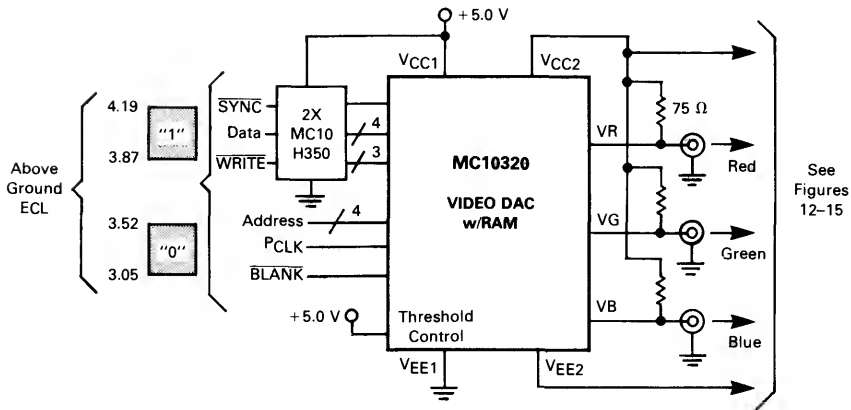 +5.0 V
VCC1
VCC2
4.19
"1"
3.87
Above
Ground
ECL
3.52
"0"
3.05
SYNC
Data
WRITE
2X
MC10
H350
4
3
Address
4
PCLK
BLANK
+5.0 V
Threshold
Control
MC10320
VIDEO DAC
w/RAM
VEE1
VEE2
75 Ω
VR
Red
VG
Green
VB
Blue
See
Figures
12–15